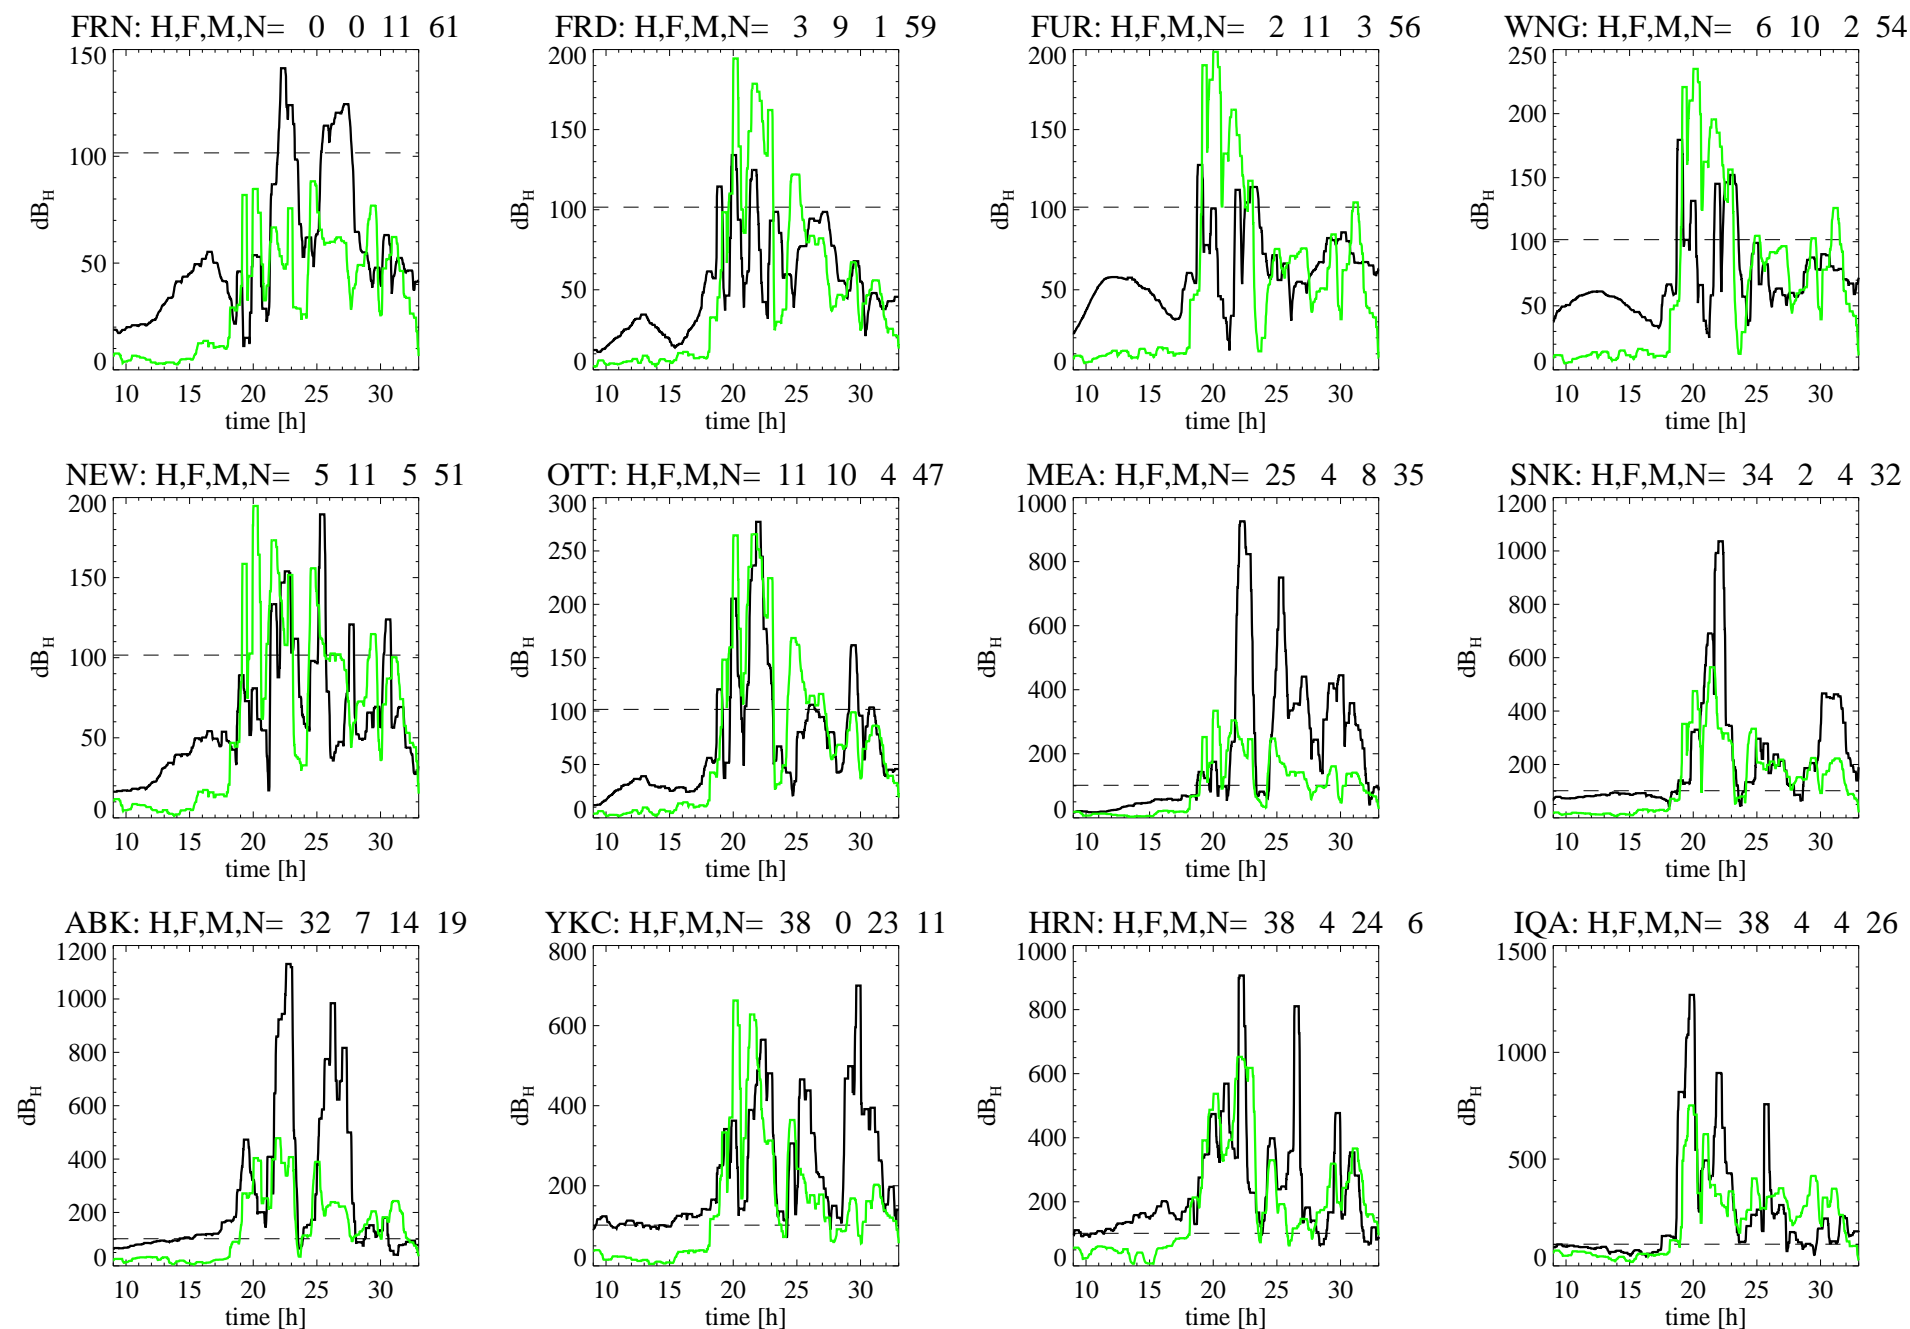 FRN: H,F,M,N= 0 0 11 61
150
100
50
0
dB_H
10 15 20 25 30
time [h]
FRD: H,F,M,N= 3 9 1 59
200
150
100
50
0
dB_H
10 15 20 25 30
time [h]
FUR: H,F,M,N= 2 11 3 56
200
150
100
50
0
dB_H
10 15 20 25 30
time [h]
WNG: H,F,M,N= 6 10 2 54
250
200
150
100
50
0
dB_H
10 15 20 25 30
time [h]
NEW: H,F,M,N= 5 11 5 51
200
150
100
50
0
dB_H
10 15 20 25 30
time [h]
OTT: H,F,M,N= 11 10 4 47
300
250
200
150
100
50
0
dB_H
10 15 20 25 30
time [h]
MEA: H,F,M,N= 25 4 8 35
1000
800
600
400
200
0
dB_H
10 15 20 25 30
time [h]
SNK: H,F,M,N= 34 2 4 32
1200
1000
800
600
400
200
0
dB_H
10 15 20 25 30
time [h]
ABK: H,F,M,N= 32 7 14 19
1200
1000
800
600
400
200
0
dB_H
10 15 20 25 30
time [h]
YKC: H,F,M,N= 38 0 23 11
800
600
400
200
0
dB_H
10 15 20 25 30
time [h]
HRN: H,F,M,N= 38 4 24 6
1000
800
600
400
200
0
dB_H
10 15 20 25 30
time [h]
IQA: H,F,M,N= 38 4 4 26
1500
1000
500
0
dB_H
10 15 20 25 30
time [h]